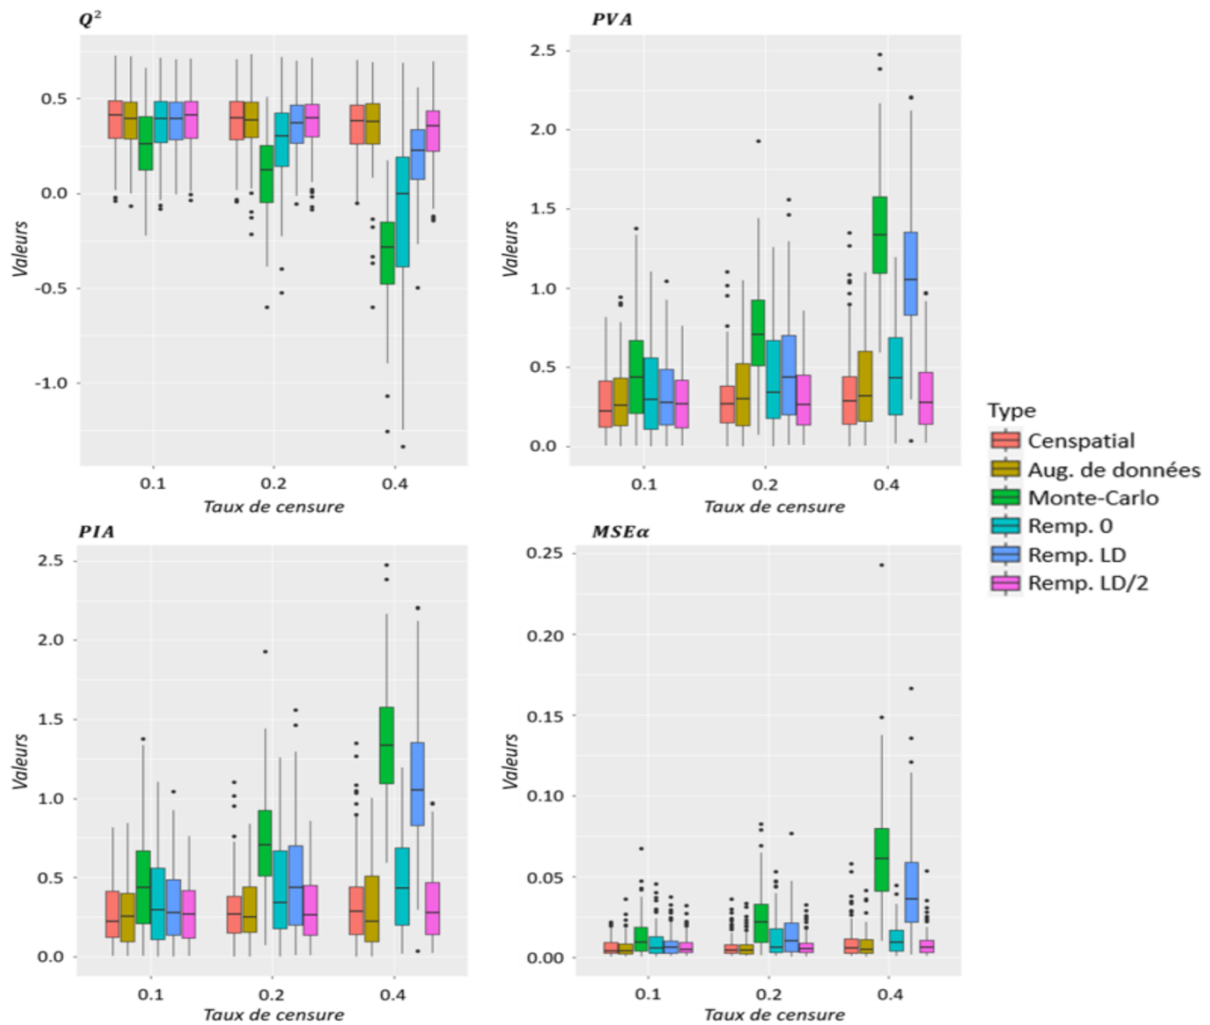 Q²
Valeurs
0.5
0.0
-0.5
-1.0
0.1 0.2 0.4
Taux de censure
PVA
Valeurs
2.5
2.0
1.5
1.0
0.5
0.0
0.1 0.2 0.4
Taux de censure
PIA
Valeurs
2.5
2.0
1.5
1.0
0.5
0.0
0.1 0.2 0.4
Taux de censure
MSEα
Valeurs
0.25
0.20
0.15
0.10
0.05
0.00
0.1 0.2 0.4
Taux de censure
Type
Censpatial
Aug. de données
Monte-Carlo
Remp. 0
Remp. LD
Remp. LD/2